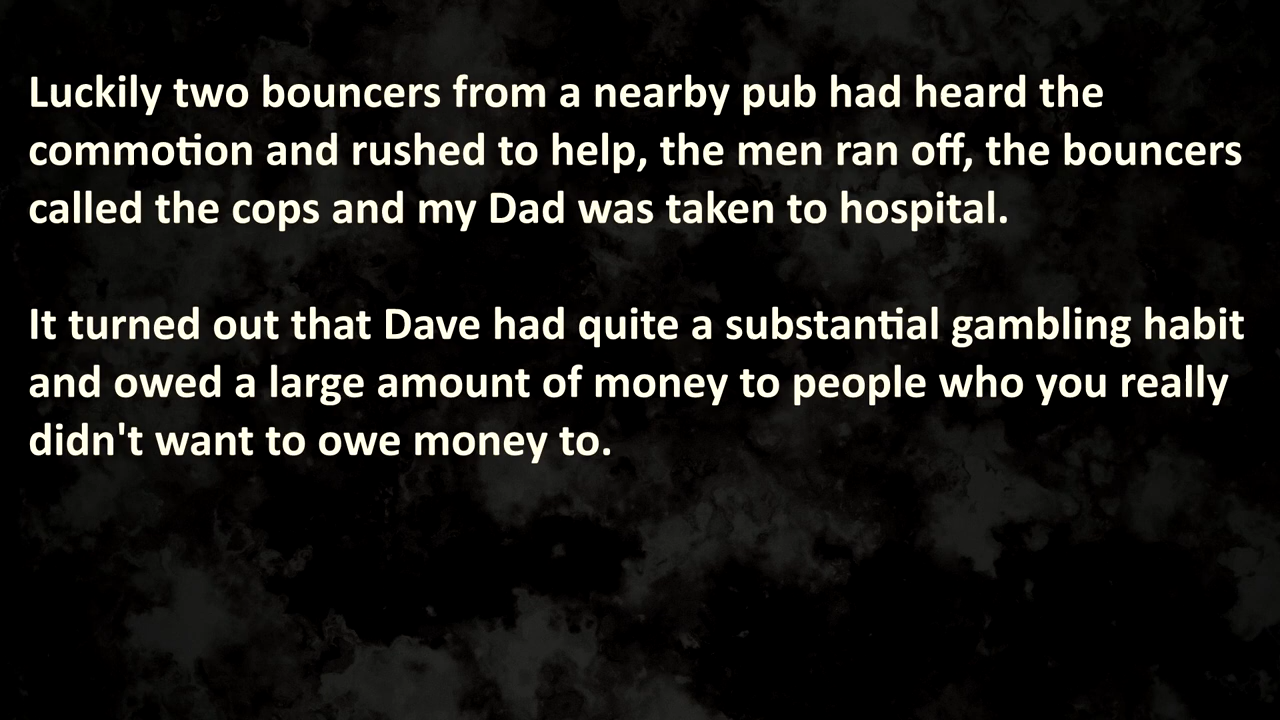 Luckily two bouncers from a nearby pub had heard the
commotion and rushed to help, the men ran off, the bouncers
called the cops and my Dad was taken to hospital.
It turned out that Dave had quite a substantial gambling habit
and owed a large amount of money to people who you really
didn't want to owe money to.